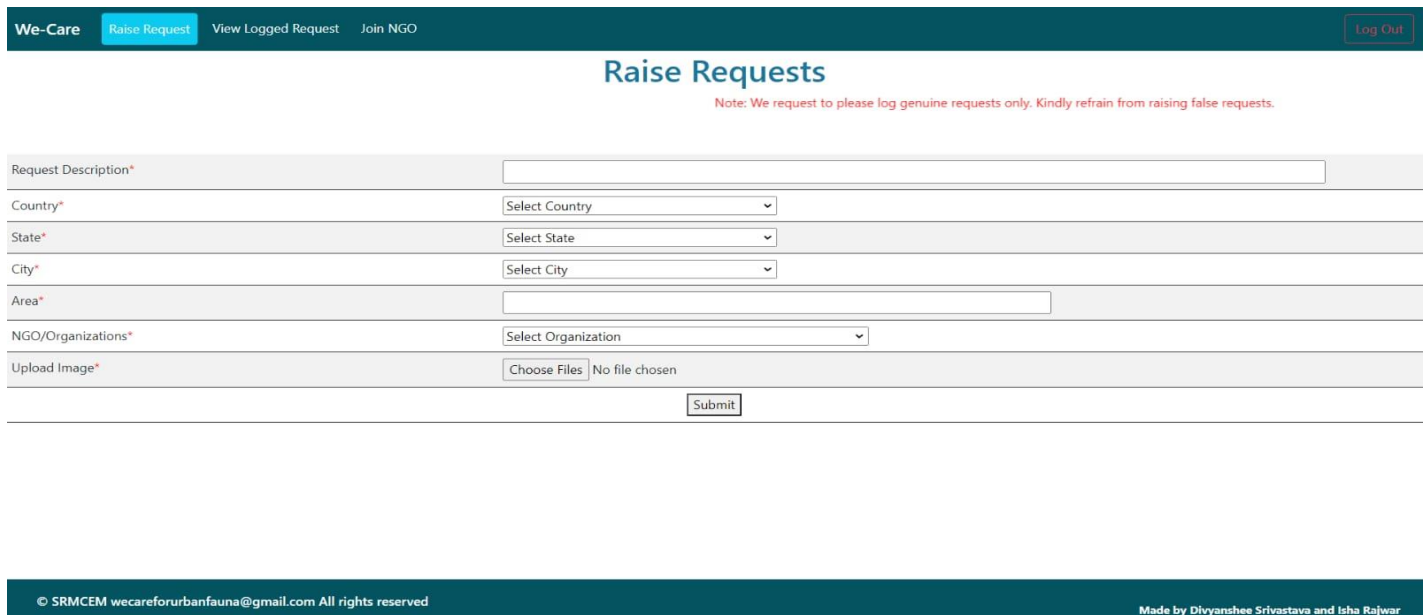 We-Care Raise Request View Logged Request Join NGO Log Out
Raise Requests
Note: We request to please log genuine requests only. Kindly refrain from raising false requests.
Request Description*
Country* Select Country
State* Select State
City* Select City
Area*
NGO/Organizations* Select Organization
Upload Image* Choose Files No file chosen
Submit
© SRMCEM wecareforurbanfauna@gmail.com All rights reserved
Made by Divyanshee Srivastava and Isha Rajwar